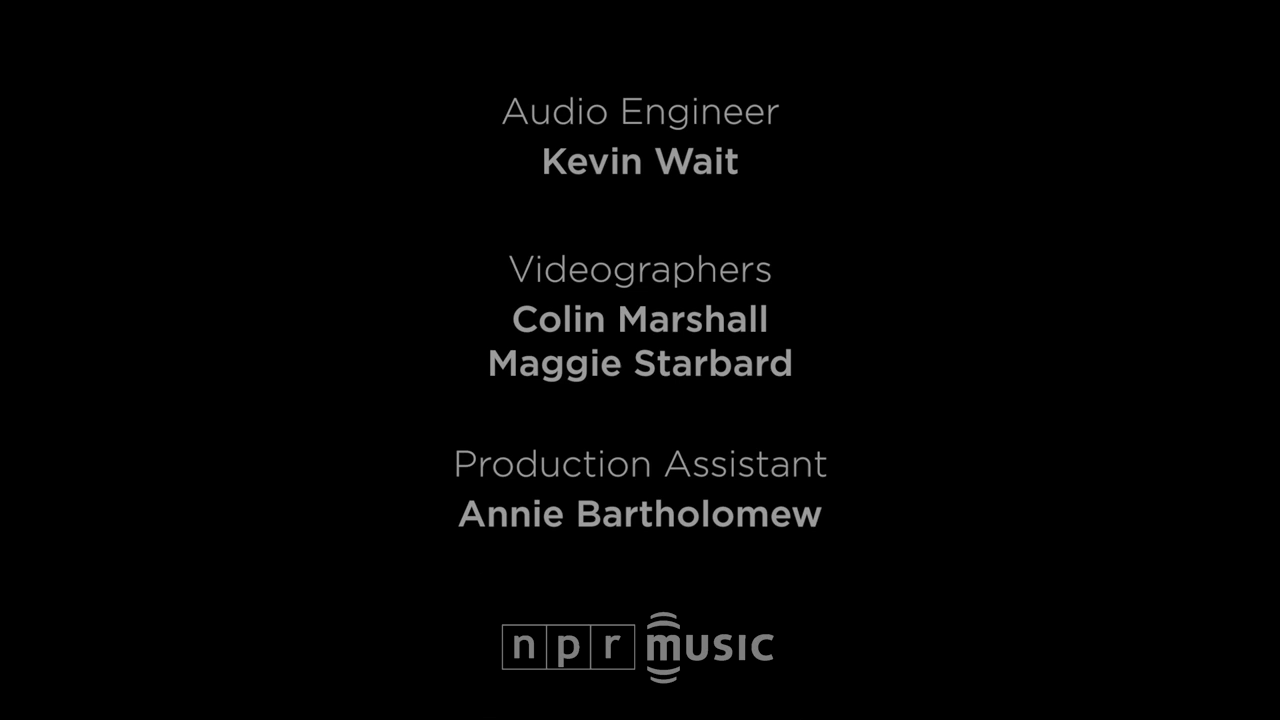 Audio Engineer
Kevin Wait
Videographers
Colin Marshall
Maggie Starbard
Production Assistant
Annie Bartholomew
npr music